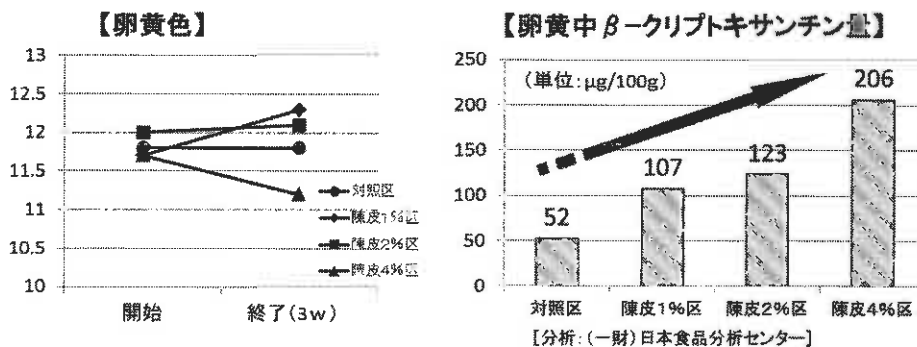 【卵黄色】
13
12.5
12
11.5
11
10.5
10
対照区
陳皮1%区
陳皮2%区
陳皮4%区
開始
終了(3w)
【卵黄中β-クリプトキサンチン量】
(単位:μg/100g)
250
200
150
100
50
0
52
107
123
206
対照区
陳皮1%区
陳皮2%区
陳皮4%区
[分析:(一財)日本食品分析センター]